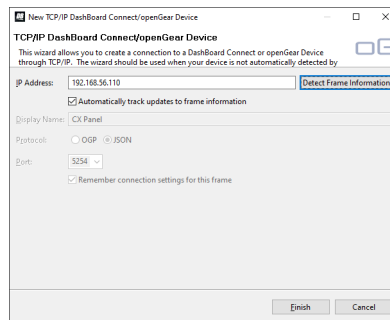 New TCP/IP DashBoard Connect/openGear Device
TCP/IP DashBoard Connect/openGear Device
This wizard allows you to create a connection to a DashBoard Connect or openGear Device
through TCP/IP. The wizard should be used when your device is not automatically detected by
IP Address: 192.168.56.110 Detect Frame Information
Automatically track updates to frame information
Display Name: CX Panel
Protocol: OGP JSON
Port: 5254
Remember connection settings for this frame
Finish Cancel